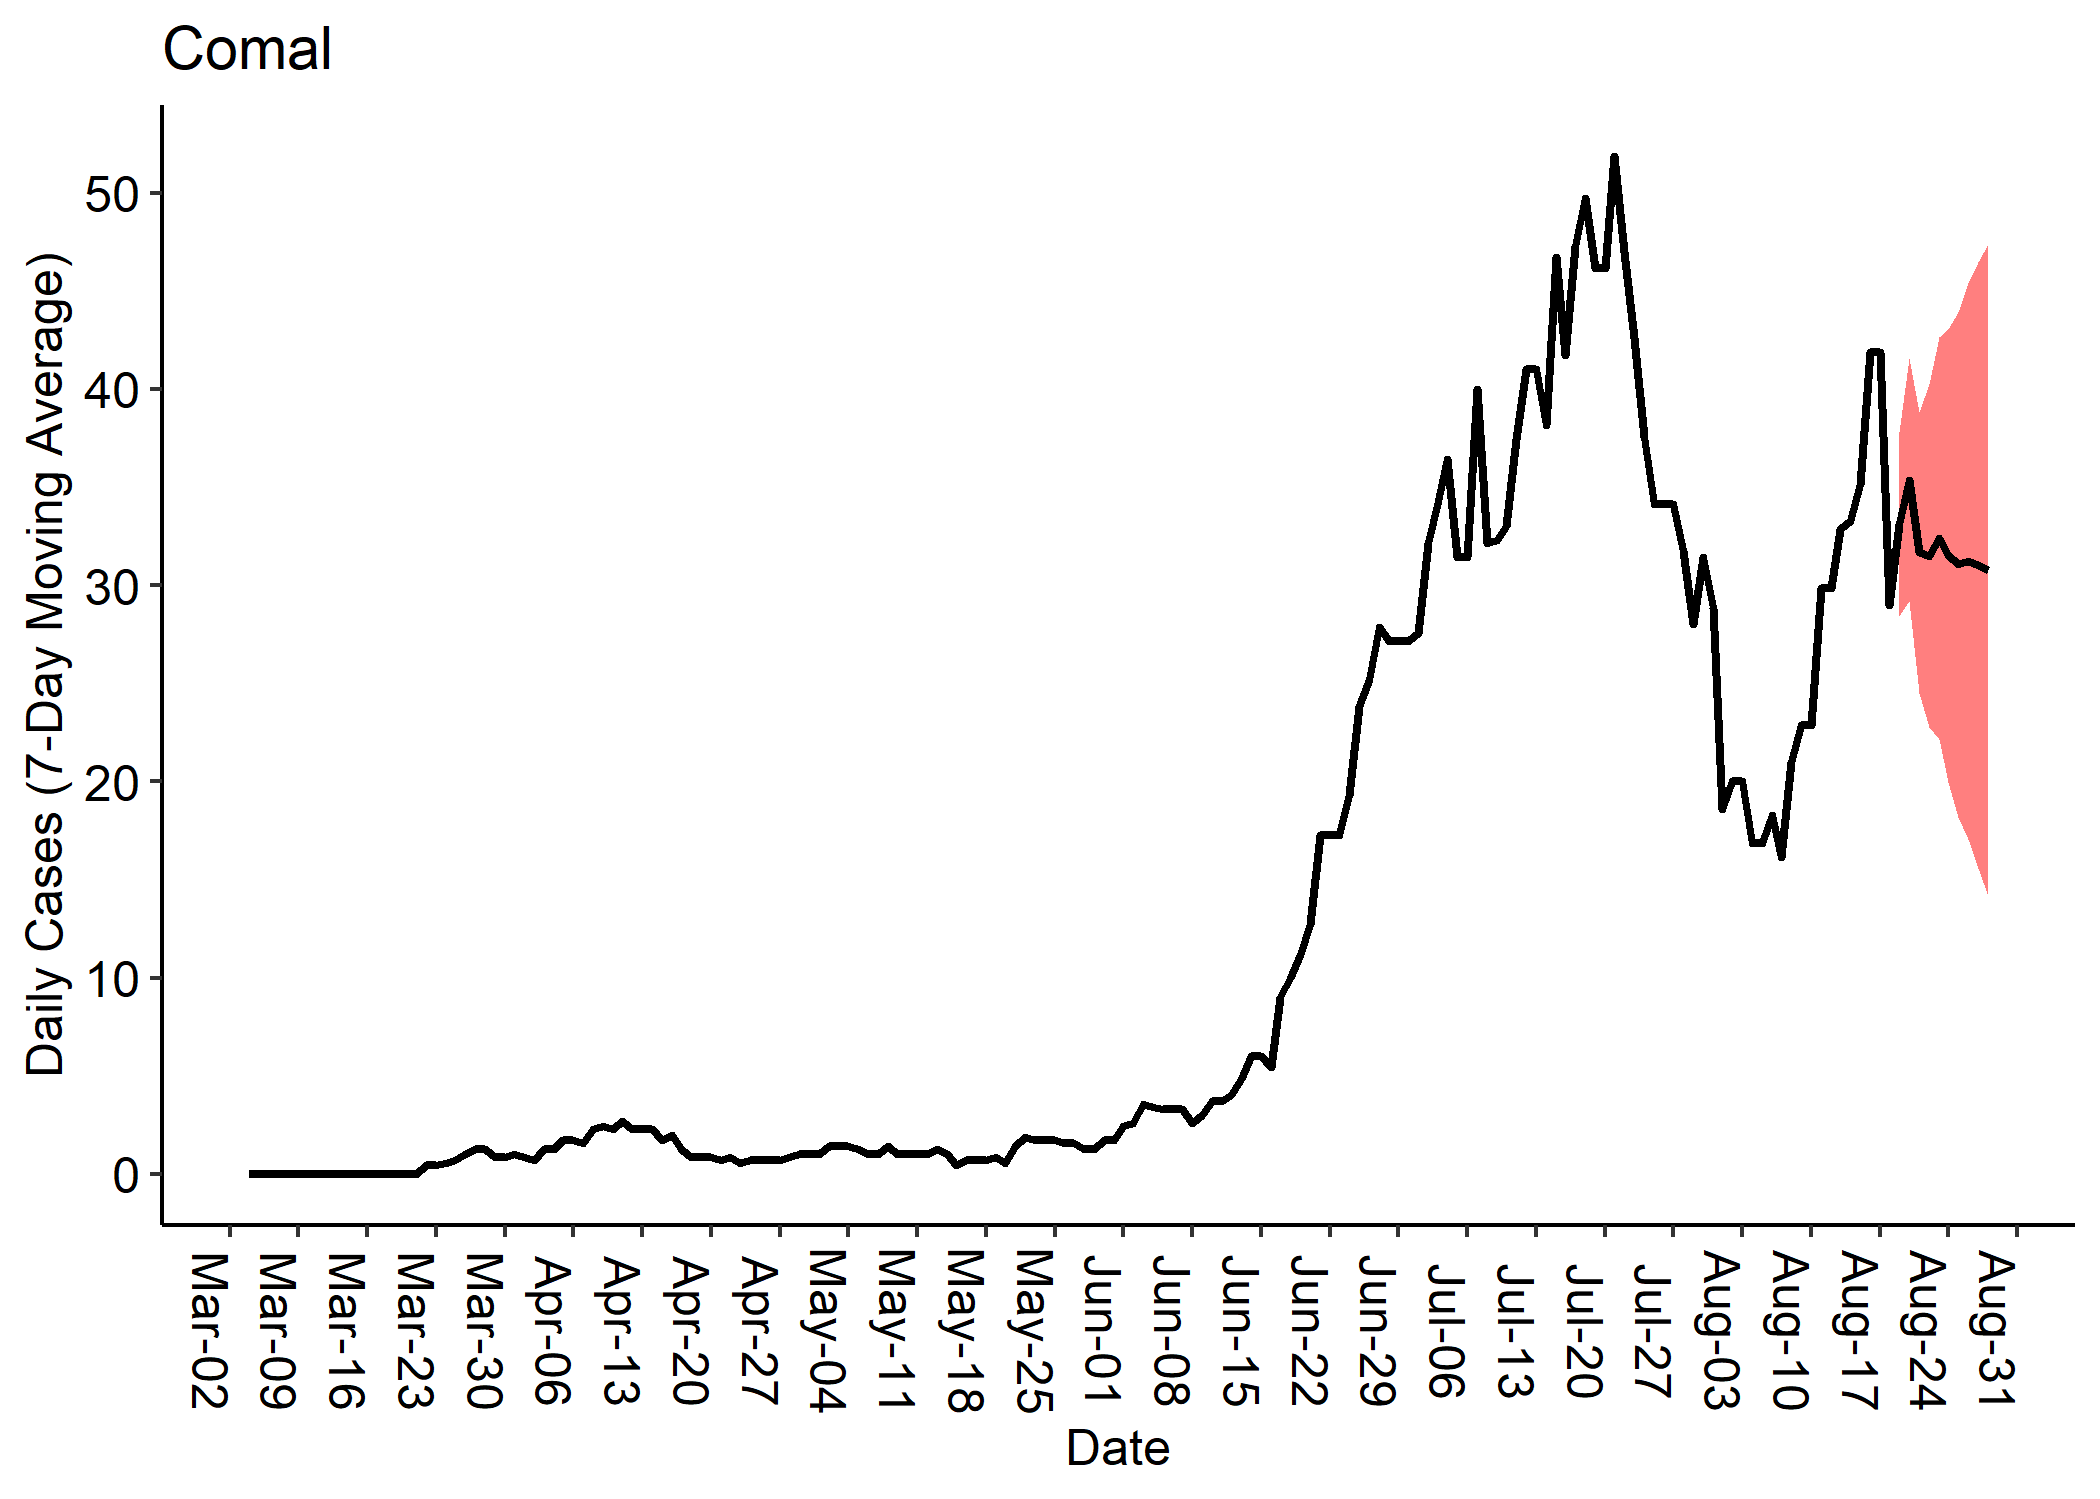 Comal
Daily Cases (7-Day Moving Average)
50
40
30
20
10
0
Mar-02
Mar-09
Mar-16
Mar-23
Mar-30
Apr-06
Apr-13
Apr-20
Apr-27
May-04
May-11
May-18
May-25
Jun-01
Jun-08
Jun-15
Jun-22
Jun-29
Jul-06
Jul-13
Jul-20
Jul-27
Aug-03
Aug-10
Aug-17
Aug-24
Aug-31
Date